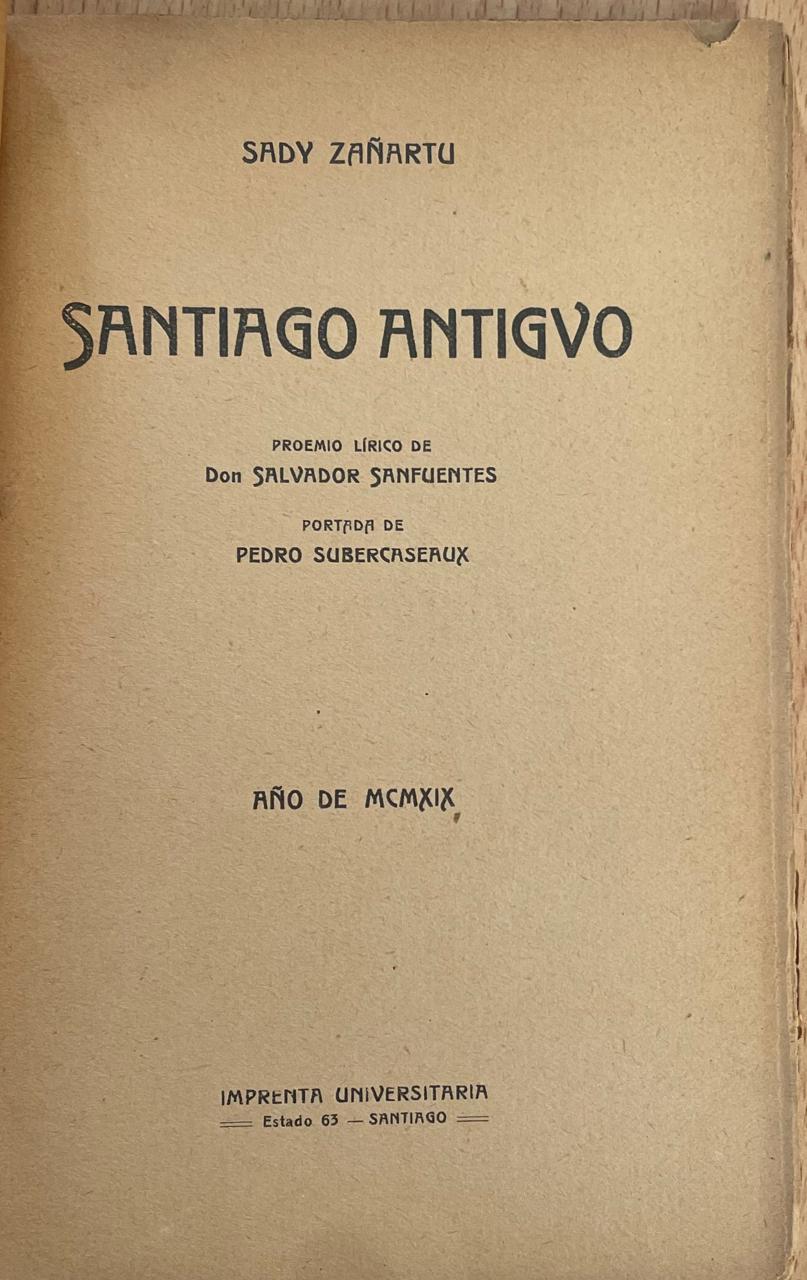 SADY ZAÑARTU
SANTIAGO ANTIGVO
PROEMIO LÍRICO DE
Don SALVADOR SANFUENTES
PORTADA DE
PEDRO SUBERCASEAUX
AÑO DE MCMXIX
IMPRENTA UNIVERSITARIA
Estado 63 — SANTIAGO